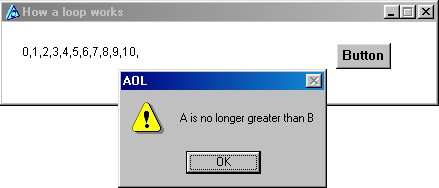 How a loop works
0,1,2,3,4,5,6,7,8,9,10,
Button
AOL
A is no longer greater than B
OK